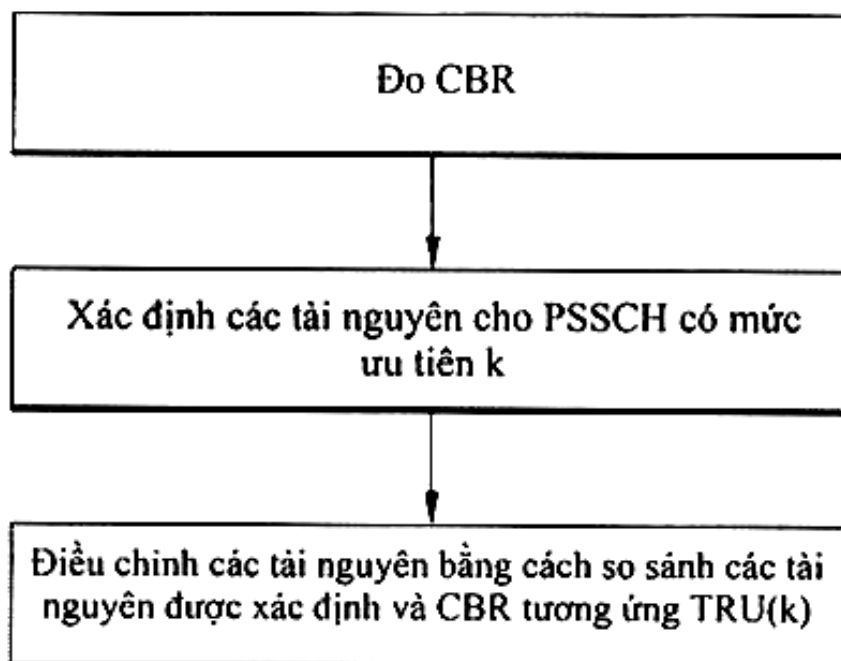 Đo CBR
Xác định các tài nguyên cho PSSCH có mức
ưu tiên k
Điều chỉnh các tài nguyên bằng cách so sánh các tài
nguyên được xác định và CBR tương ứng TRU(k)